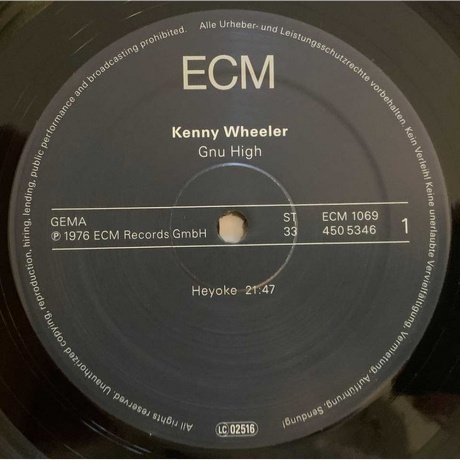 Alle Urheber- und Leistungsschutzrechte vorbehalten. Kein Verleih! Keine unerlaubte Vervielfältigung, Vermietung, Aufführung, Sendung!
ECM
Kenny Wheeler
Gnu High
GEMA ST ECM 1069
℗ 1976 ECM Records GmbH 33 450 5346 1
Heyoke 21:47
LC 02516
All rights reserved. Unauthorized copying, reproduction, hiring, lending, public performance and broadcasting prohibited.